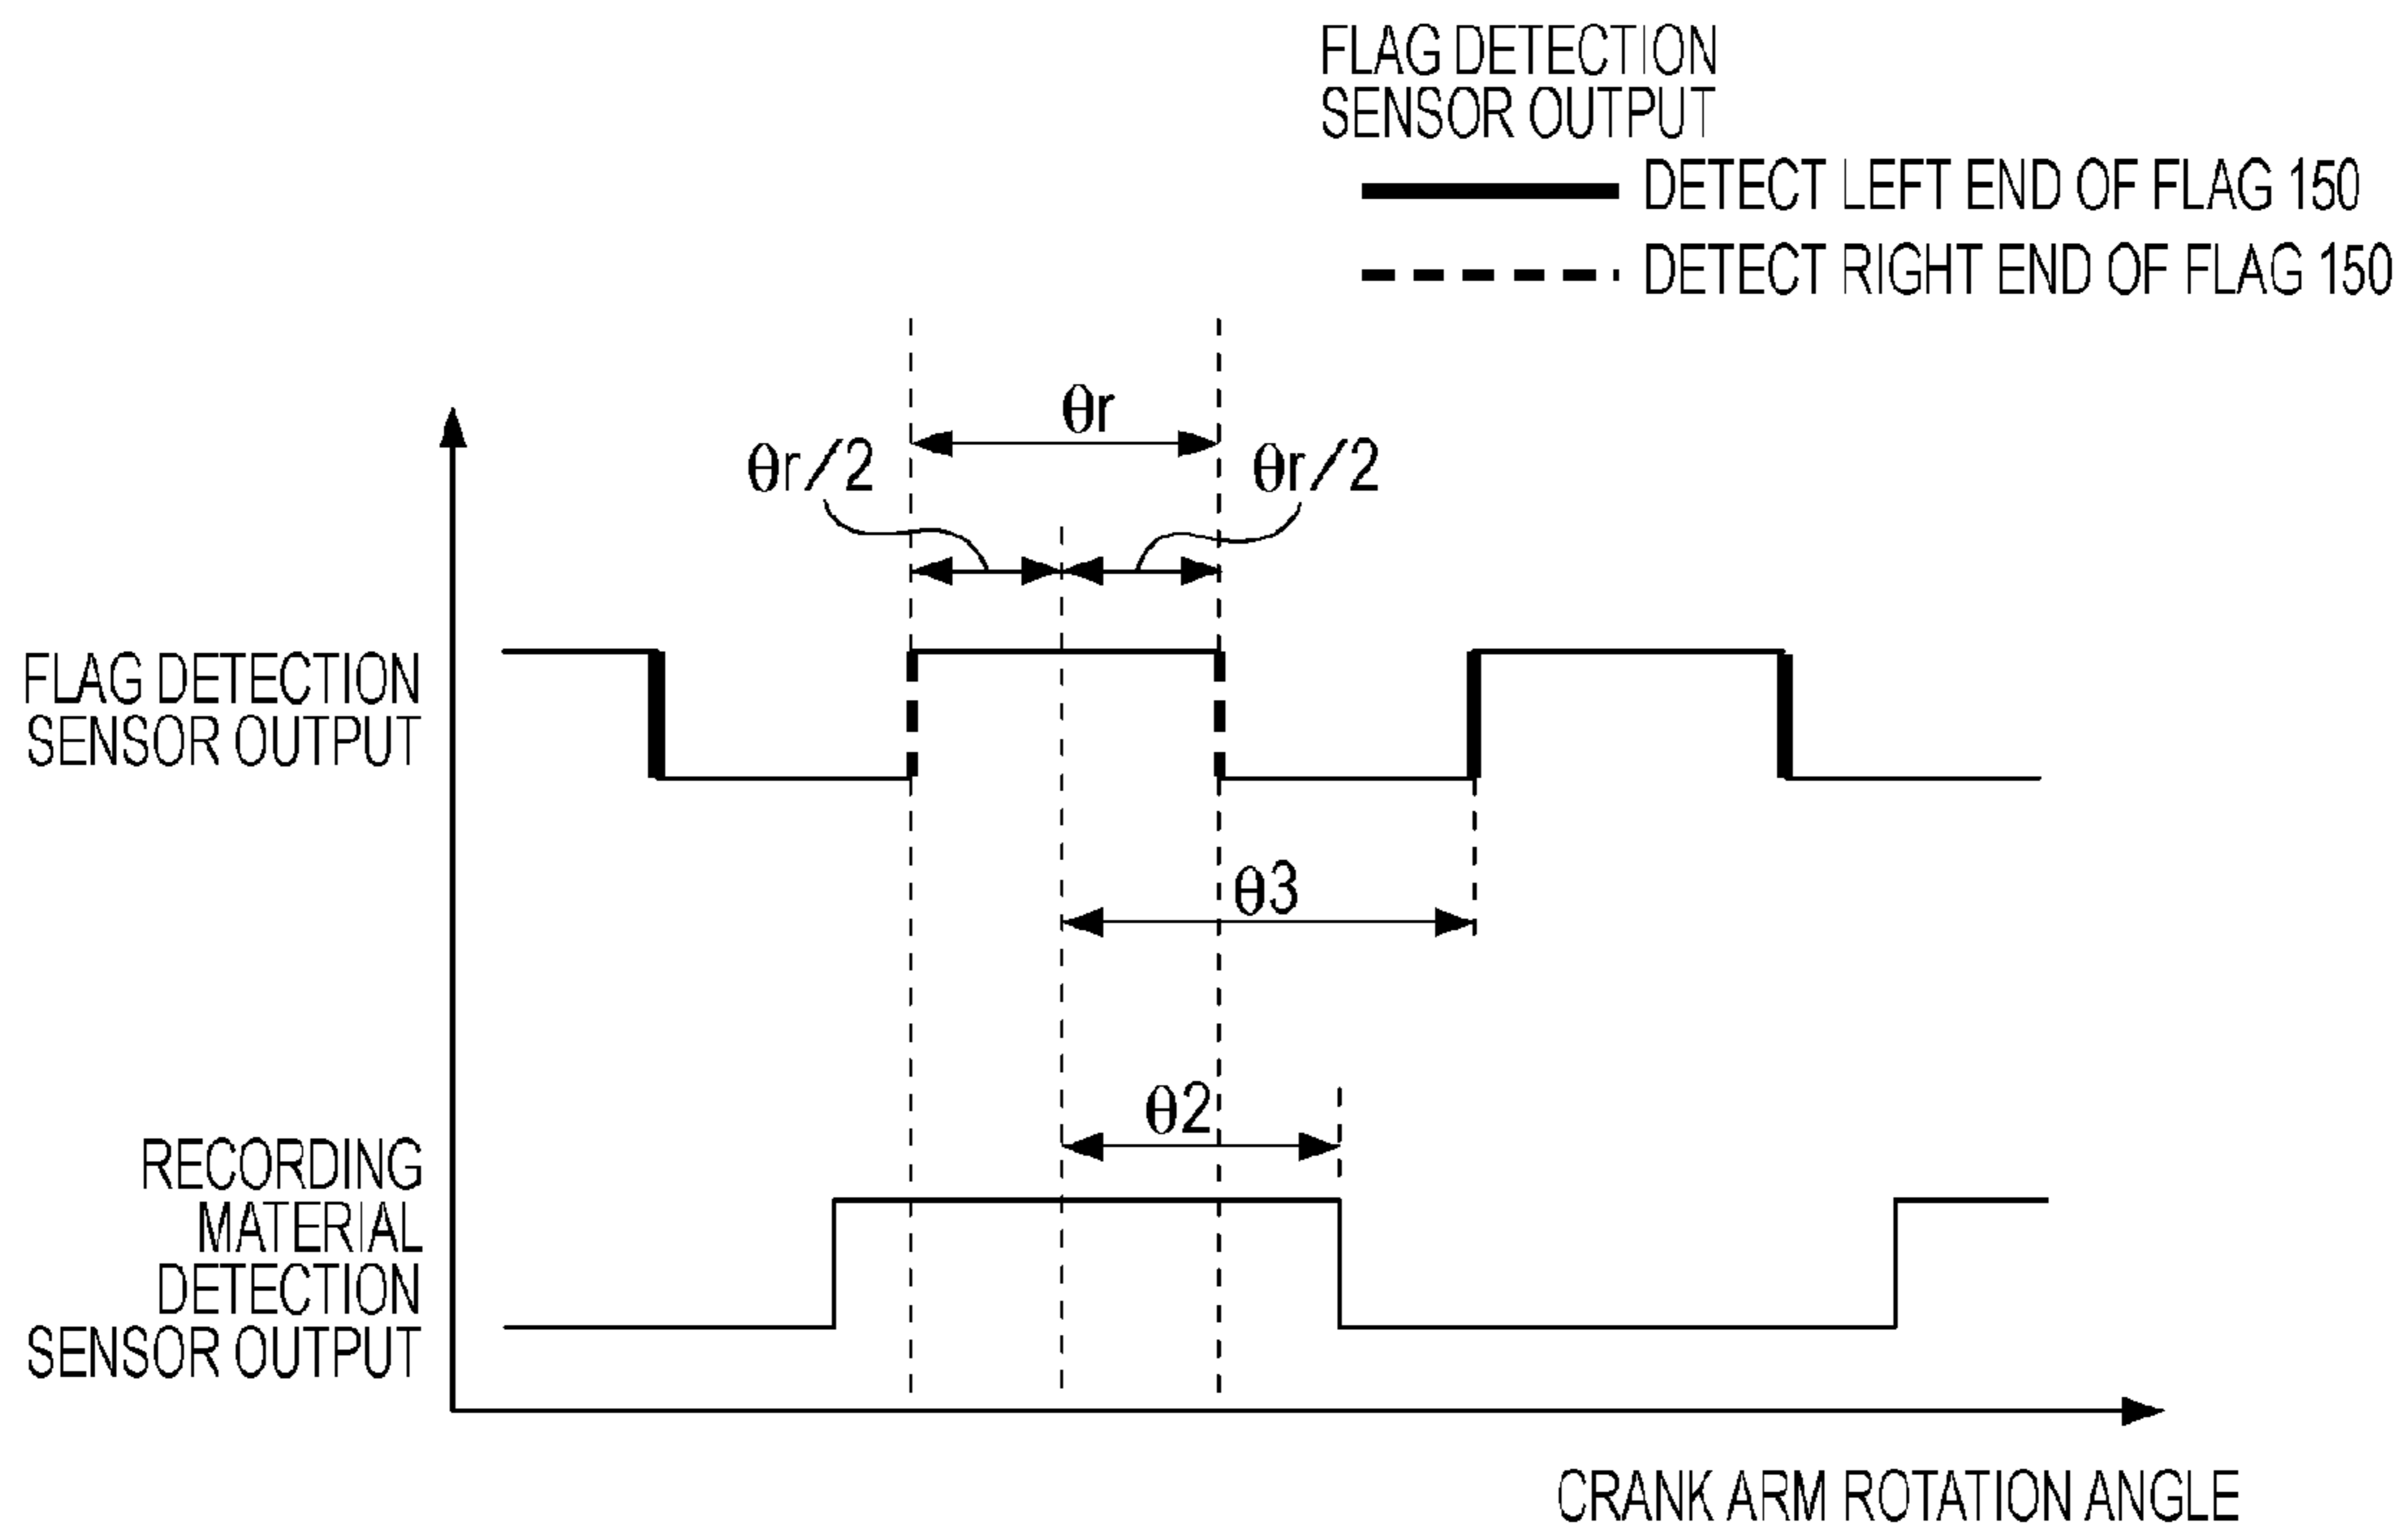 FLAG DETECTION
SENSOR OUTPUT
DETECT LEFT END OF FLAG 150
DETECT RIGHT END OF FLAG 150
θr
θr/2
θr/2
FLAG DETECTION
SENSOR OUTPUT
θ3
θ2
RECORDING
MATERIAL
DETECTION
SENSOR OUTPUT
CRANK ARM ROTATION ANGLE